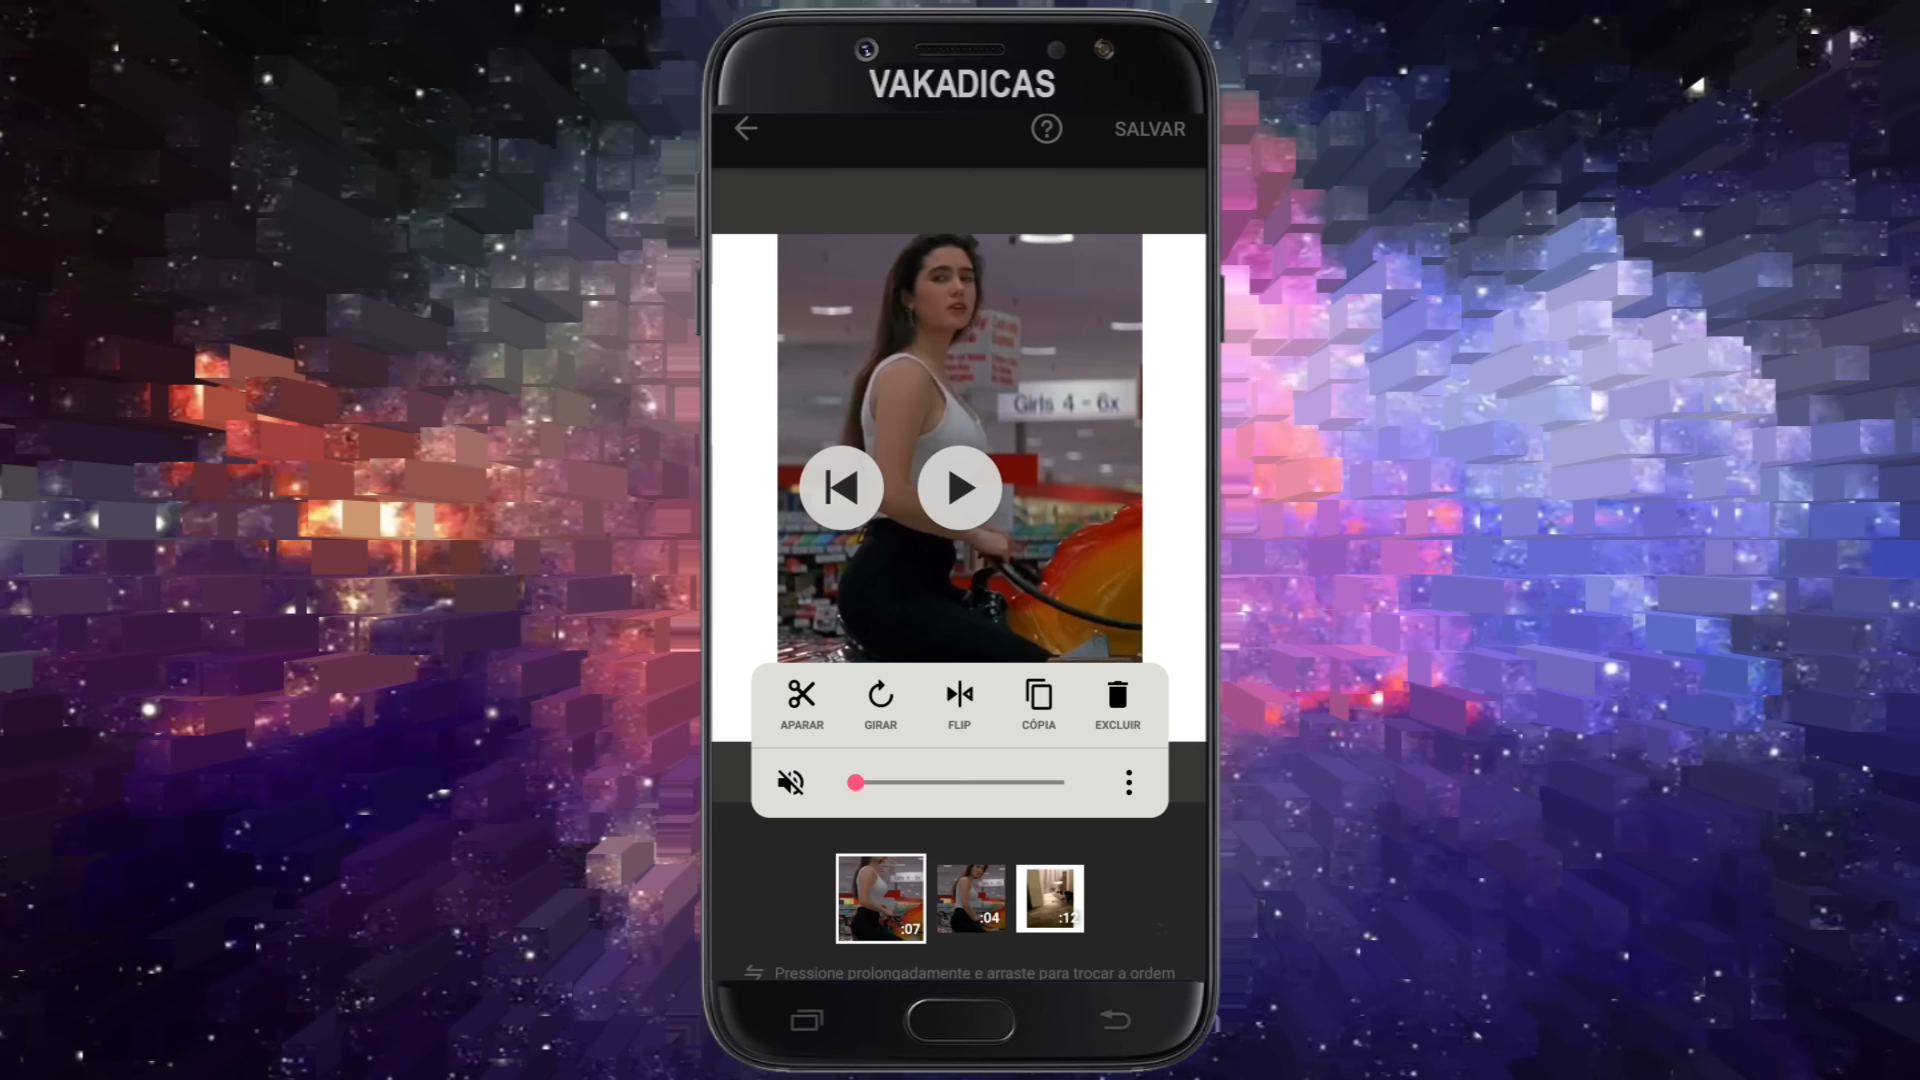 VAKADICAS
SALVAR
Girls 4 - 6x
APARAR
GIRAR
FLIP
CÓPIA
EXCLUIR
:07
:04
:12
Pressione prolongadamente e arraste para trocar a ordem